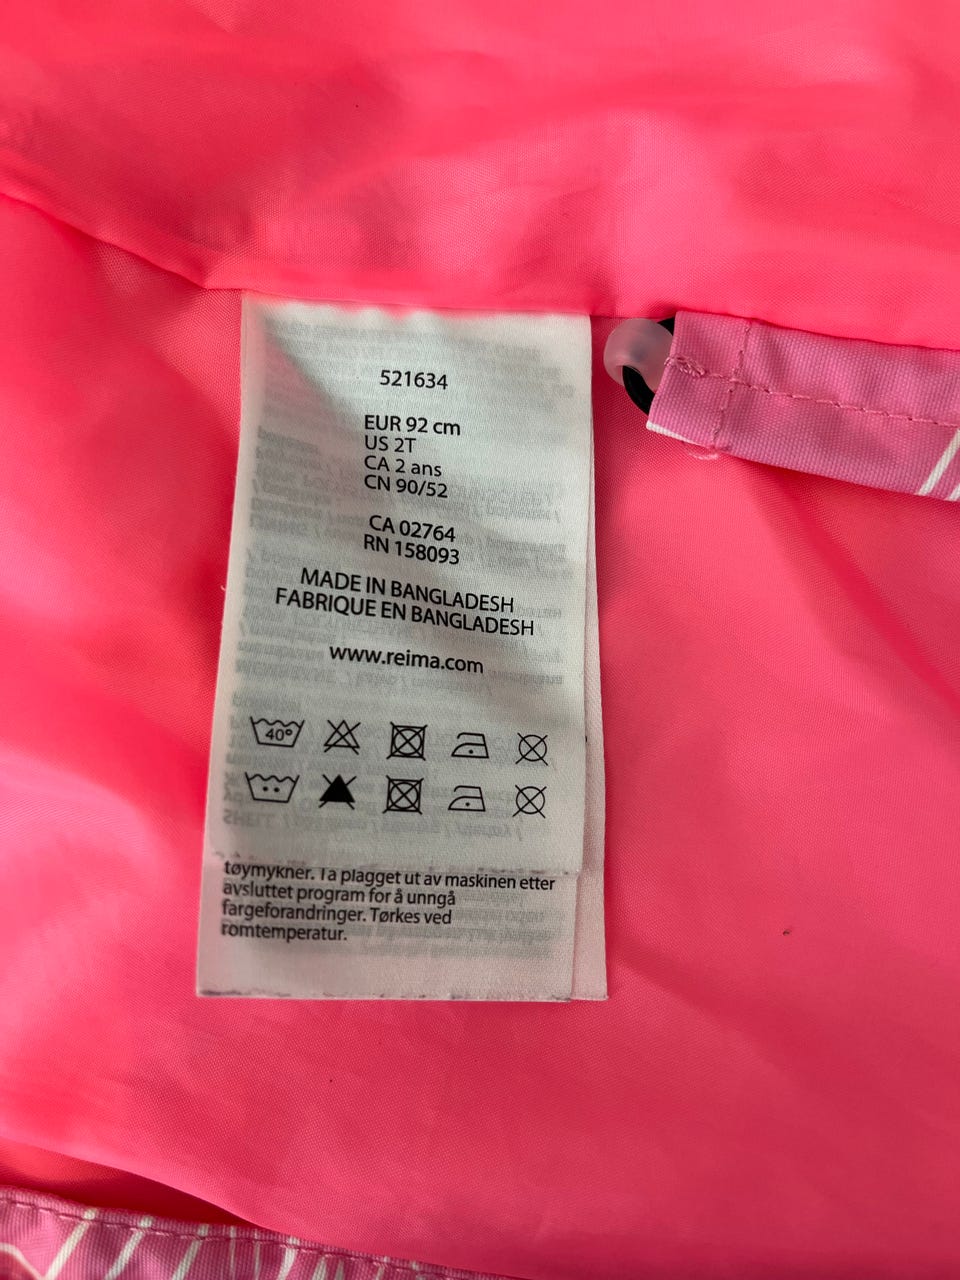 521634
EUR 92 cm
US 2T
CA 2 ans
CN 90/52
CA 02764
RN 158093
MADE IN BANGLADESH
FABRIQUE EN BANGLADESH
www.reima.com
40°
tøymykner. Ta plagget ut av maskinen etter
avsluttet program for å unngå
fargeforandringer. Tørkes ved
romtemperatur.